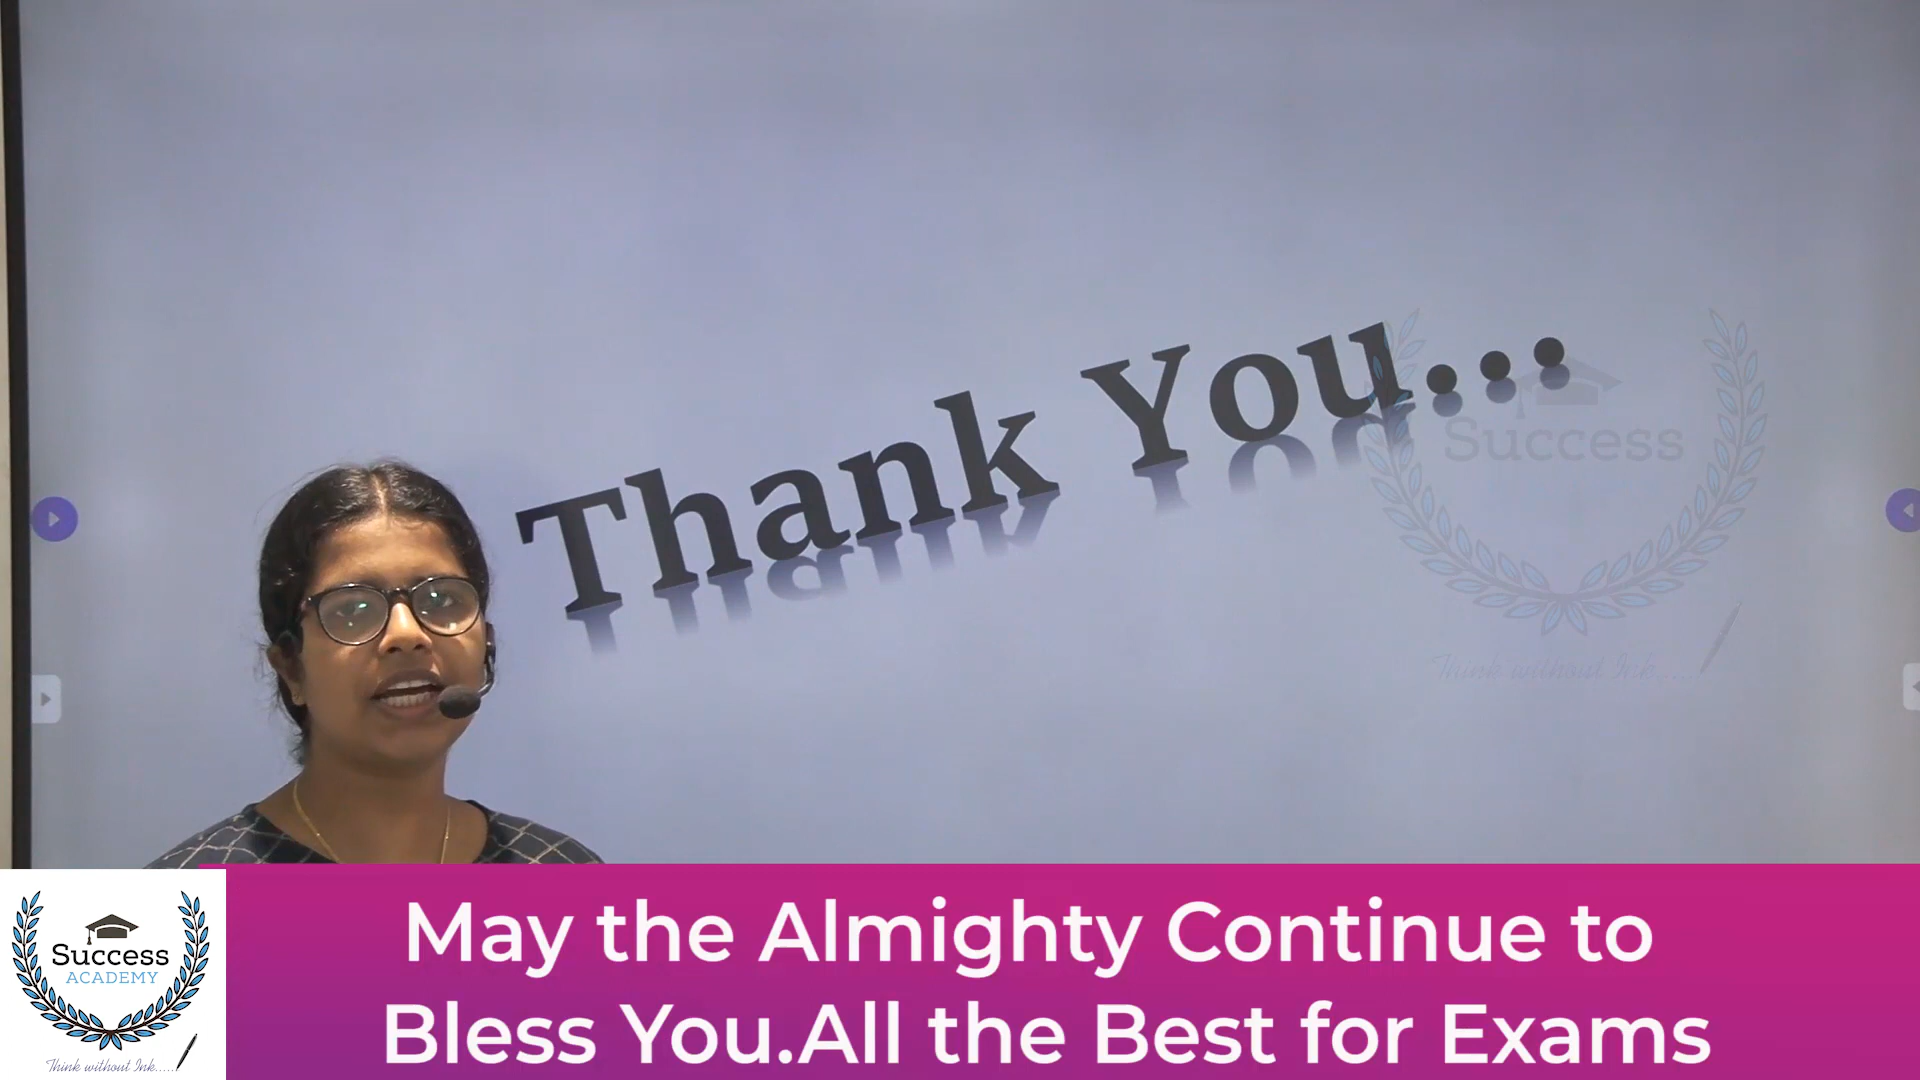 Thank You...
Success
Think without Ink.....
May the Almighty Continue to
Bless You.All the Best for Exams
Success
ACADEMY
Think without Ink.....